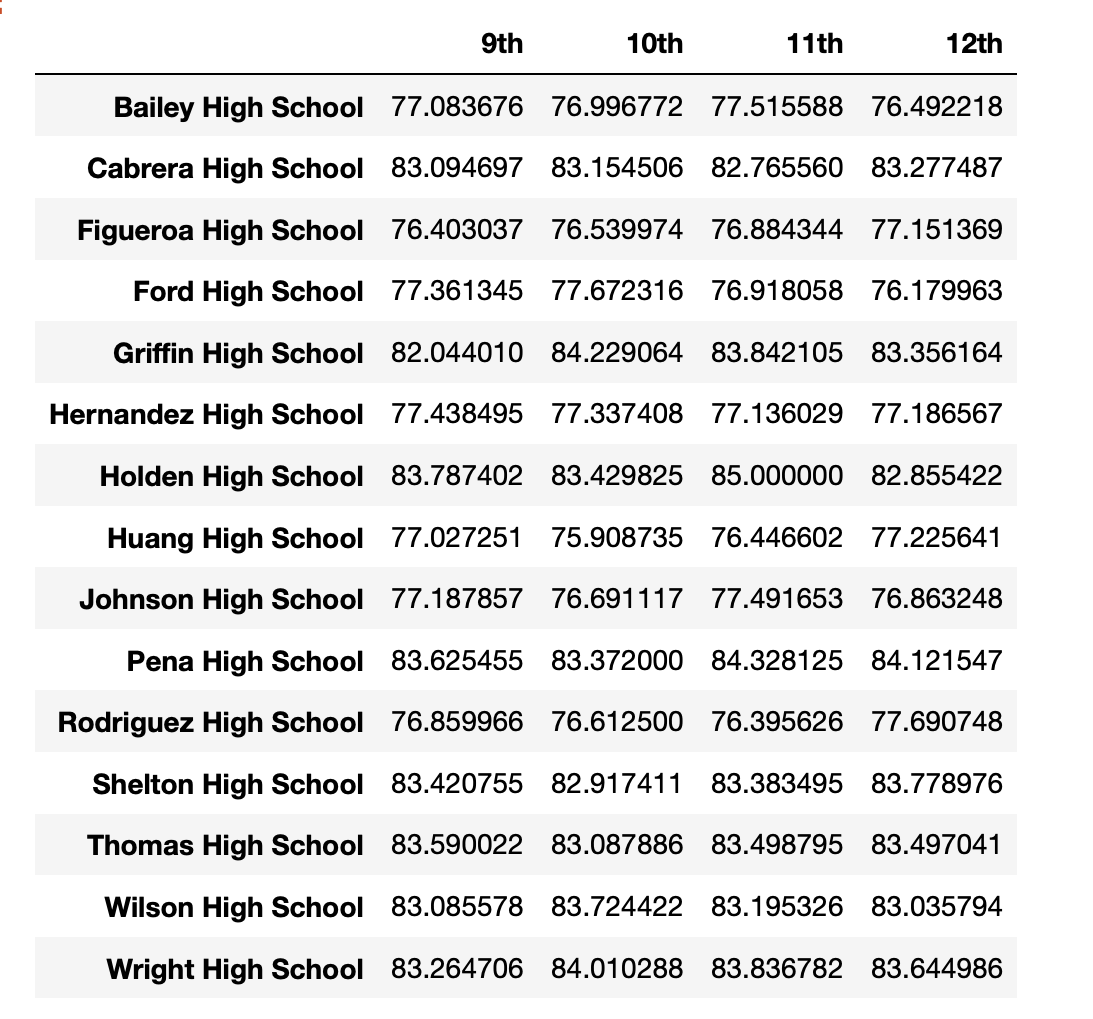 9th 10th 11th 12th
Bailey High School 77.083676 76.996772 77.515588 76.492218
Cabrera High School 83.094697 83.154506 82.765560 83.277487
Figueroa High School 76.403037 76.539974 76.884344 77.151369
Ford High School 77.361345 77.672316 76.918058 76.179963
Griffin High School 82.044010 84.229064 83.842105 83.356164
Hernandez High School 77.438495 77.337408 77.136029 77.186567
Holden High School 83.787402 83.429825 85.000000 82.855422
Huang High School 77.027251 75.908735 76.446602 77.225641
Johnson High School 77.187857 76.691117 77.491653 76.863248
Pena High School 83.625455 83.372000 84.328125 84.121547
Rodriguez High School 76.859966 76.612500 76.395626 77.690748
Shelton High School 83.420755 82.917411 83.383495 83.778976
Thomas High School 83.590022 83.087886 83.498795 83.497041
Wilson High School 83.085578 83.724422 83.195326 83.035794
Wright High School 83.264706 84.010288 83.836782 83.644986